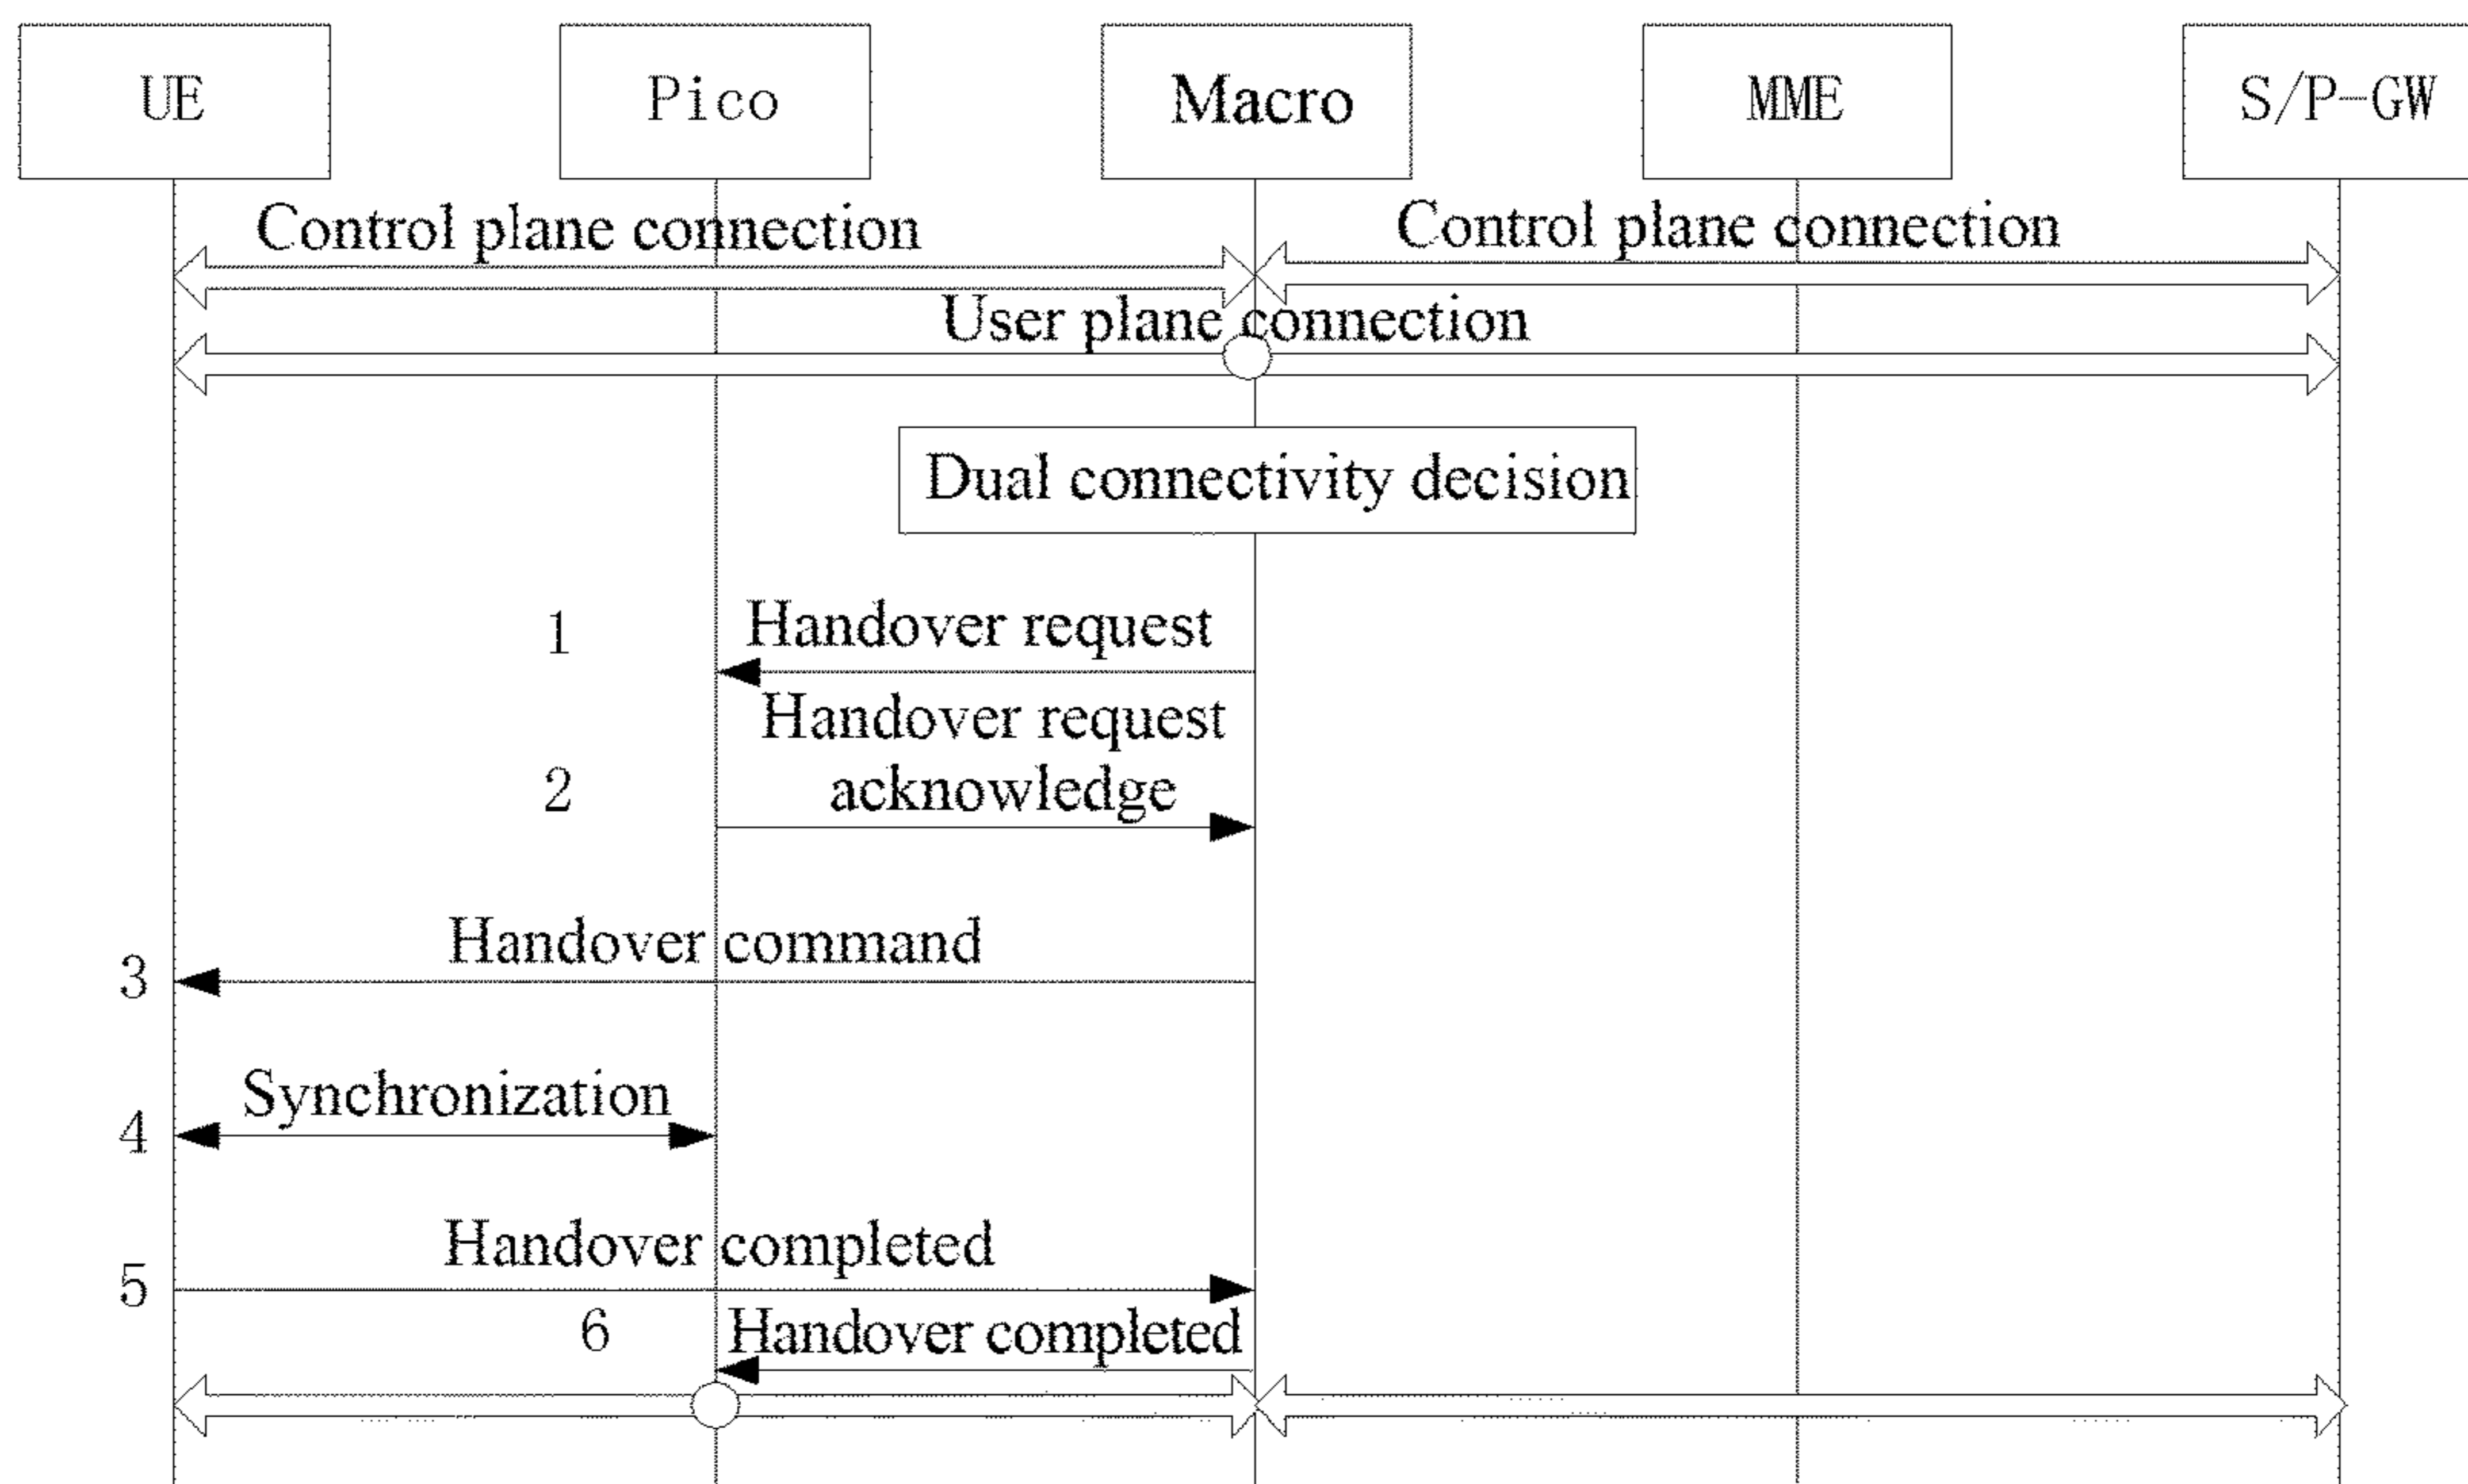 UE
Pico
Macro
MME
S/P-GW
Control plane connection
Control plane connection
User plane connection
Dual connectivity decision
1
Handover request
Handover request
2
acknowledge
Handover command
3
Synchronization
4
Handover completed
5
6
Handover completed